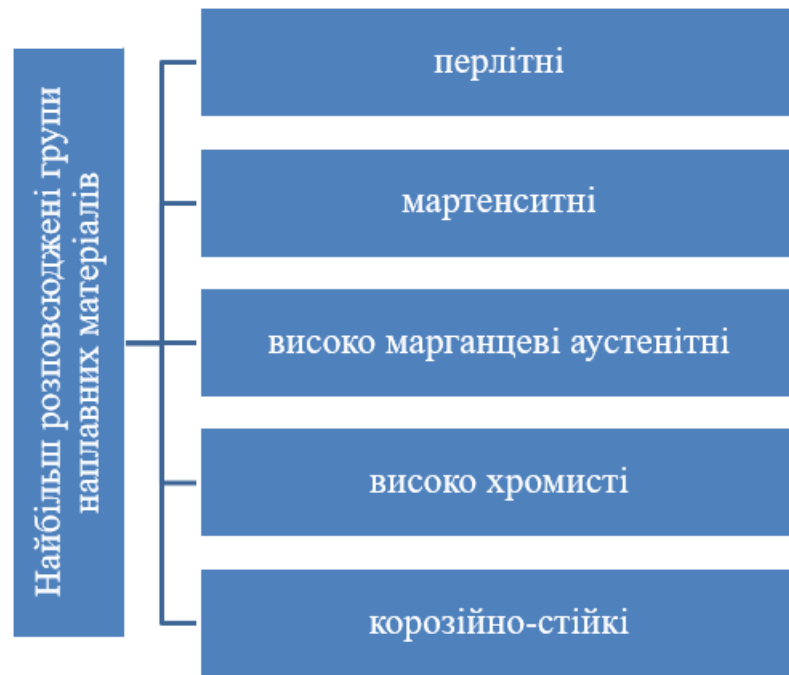 Найбільш розповсюджені групи
наплавних матеріалів
перлітні
мартенситні
високо марганцеві аустенітні
високо хромисті
корозійно-стійкі